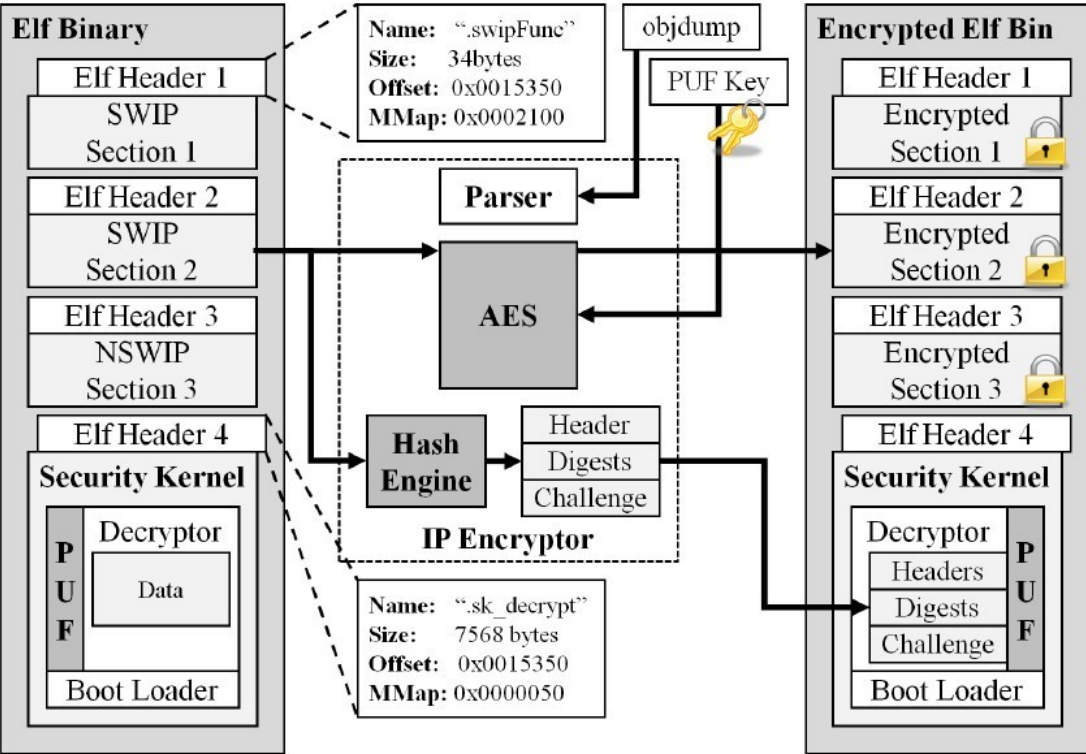 Elf Binary
Elf Header 1
SWIP
Section 1
Elf Header 2
SWIP
Section 2
Elf Header 3
NSWIP
Section 3
Elf Header 4
Security Kernel
PUF
Decryptor
Data
Boot Loader
Name: “.swipFunc”
Size: 34bytes
Offset: 0x0015350
MMap: 0x0002100
objdump
PUF Key
Parser
AES
Hash
Engine
Header
Digests
Challenge
IP Encryptor
Name: “.sk_decrypt”
Size: 7568 bytes
Offset: 0x0015350
MMap: 0x0000050
Encrypted Elf Bin
Elf Header 1
Encrypted
Section 1
Elf Header 2
Encrypted
Section 2
Elf Header 3
Encrypted
Section 3
Elf Header 4
Security Kernel
Decryptor
Headers
Digests
Challenge
PUF
Boot Loader